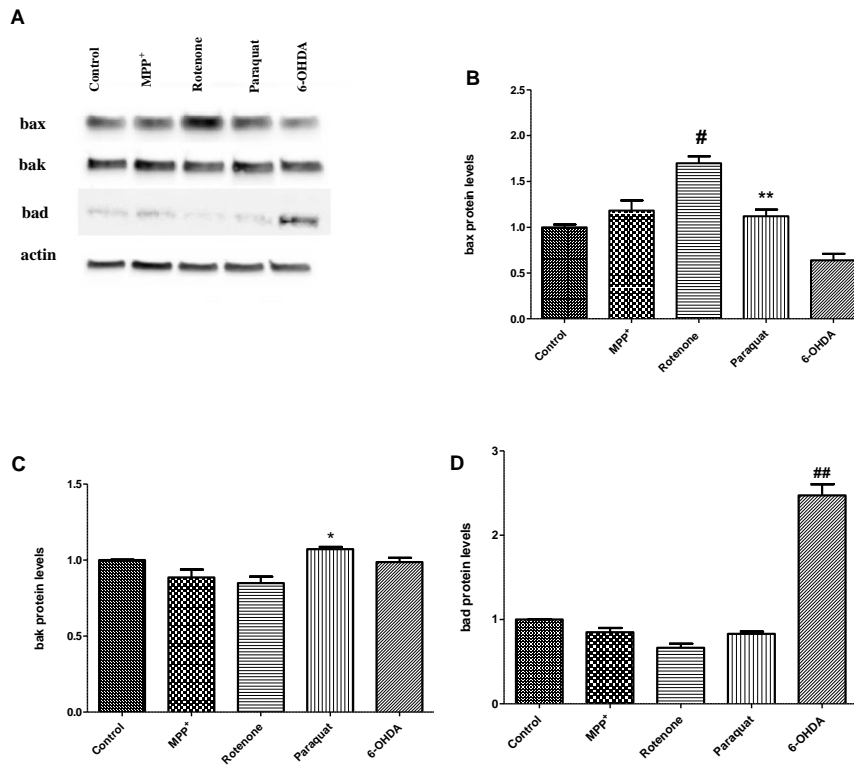 A
Control
MPP+
Rotenone
Paraquat
6-OHDA
bax
bak
bad
actin
B
bax protein levels
2.5
2.0
1.5
1.0
0.5
0.0
#
**
Control
MPP+
Rotenone
Paraquat
6-OHDA
C
bak protein levels
1.5
1.0
0.5
0.0
*
Control
MPP+
Rotenone
Paraquat
6-OHDA
D
bad protein levels
3
2
1
0
##
Control
MPP+
Rotenone
Paraquat
6-OHDA